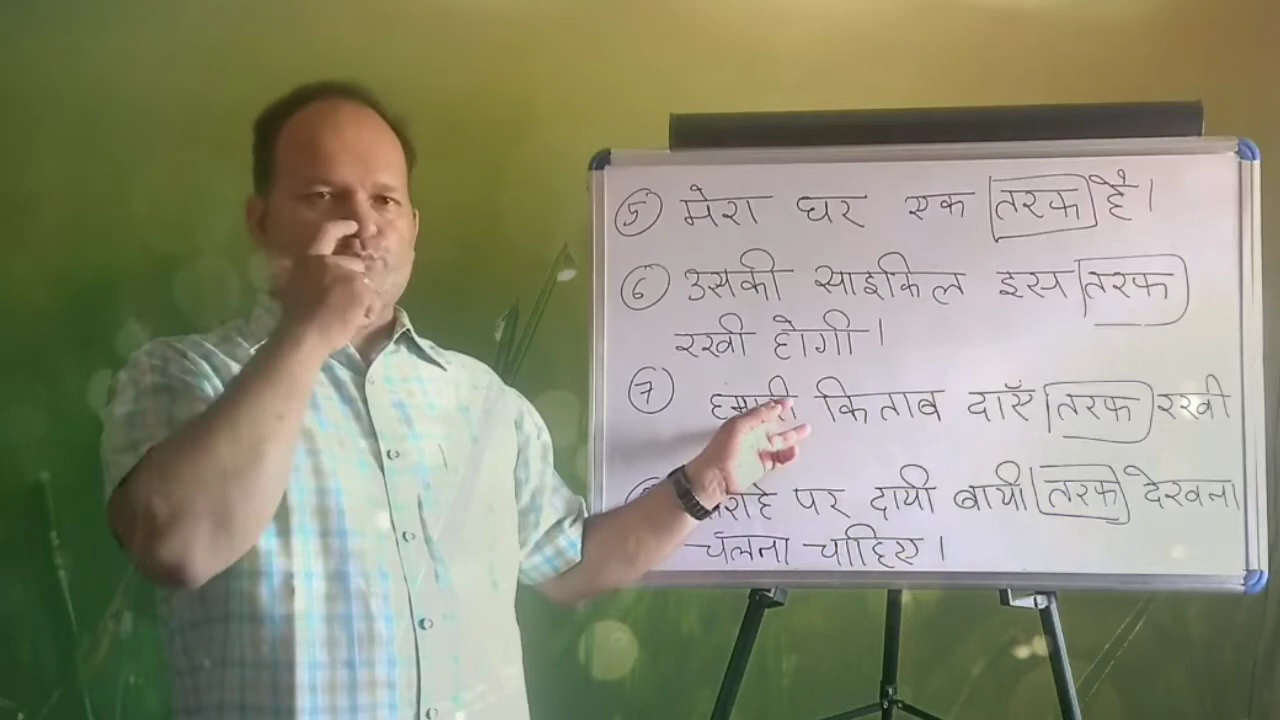 ⑤ मेरा घर एक तरफ है।
⑥ उसकी साइकिल इस तरफ
रखी होगी।
⑦ किताब दाएँ तरफ रखी
पर दायी बायी तरफ देखना
चलना चाहिए।